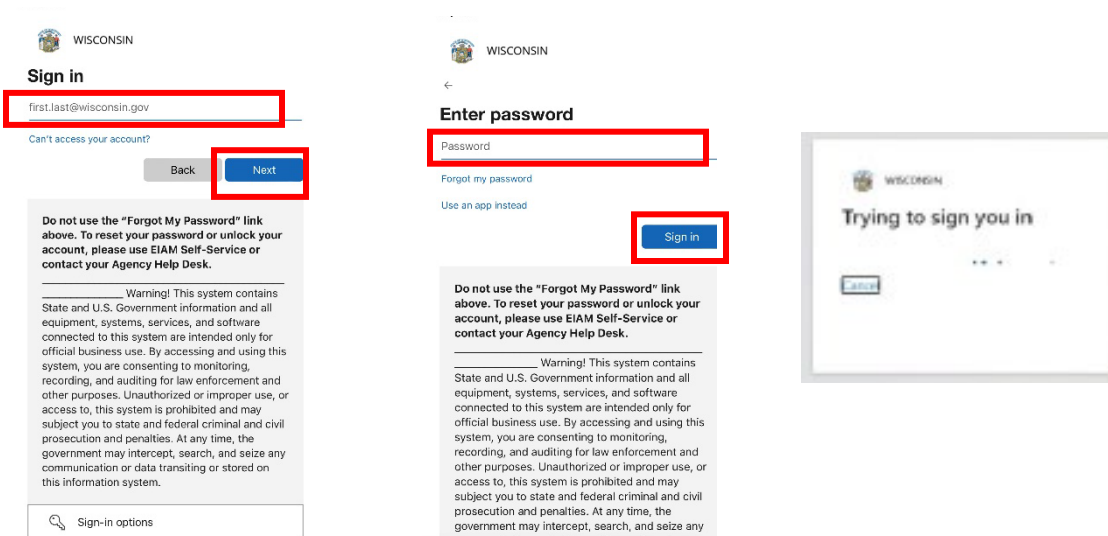 WISCONSIN
Sign in
first.last@wisconsin.gov
Can't access your account?
Back
Next
Do not use the “Forgot My Password” link
above. To reset your password or unlock your
account, please use EIAM Self-Service or
contact your Agency Help Desk.
Warning! This system contains
State and U.S. Government information and all
equipment, systems, services, and software
connected to this system are intended only for
official business use. By accessing and using this
system, you are consenting to monitoring,
recording, and auditing for law enforcement and
other purposes. Unauthorized or improper use, or
access to, this system is prohibited and may
subject you to state and federal criminal and civil
prosecution and penalties. At any time, the
government may intercept, search, and seize any
communication or data transiting or stored on
this information system.
Sign-in options
WISCONSIN
Enter password
Password
Forgot my password
Use an app instead
Sign in
Do not use the “Forgot My Password” link
above. To reset your password or unlock your
account, please use EIAM Self-Service or
contact your Agency Help Desk.
Warning! This system contains
State and U.S. Government information and all
equipment, systems, services, and software
connected to this system are intended only for
official business use. By accessing and using this
system, you are consenting to monitoring,
recording, and auditing for law enforcement and
other purposes. Unauthorized or improper use, or
access to, this system is prohibited and may
subject you to state and federal criminal and civil
prosecution and penalties. At any time, the
government may intercept, search, and seize any
WISCONSIN
Trying to sign you in
Cancel